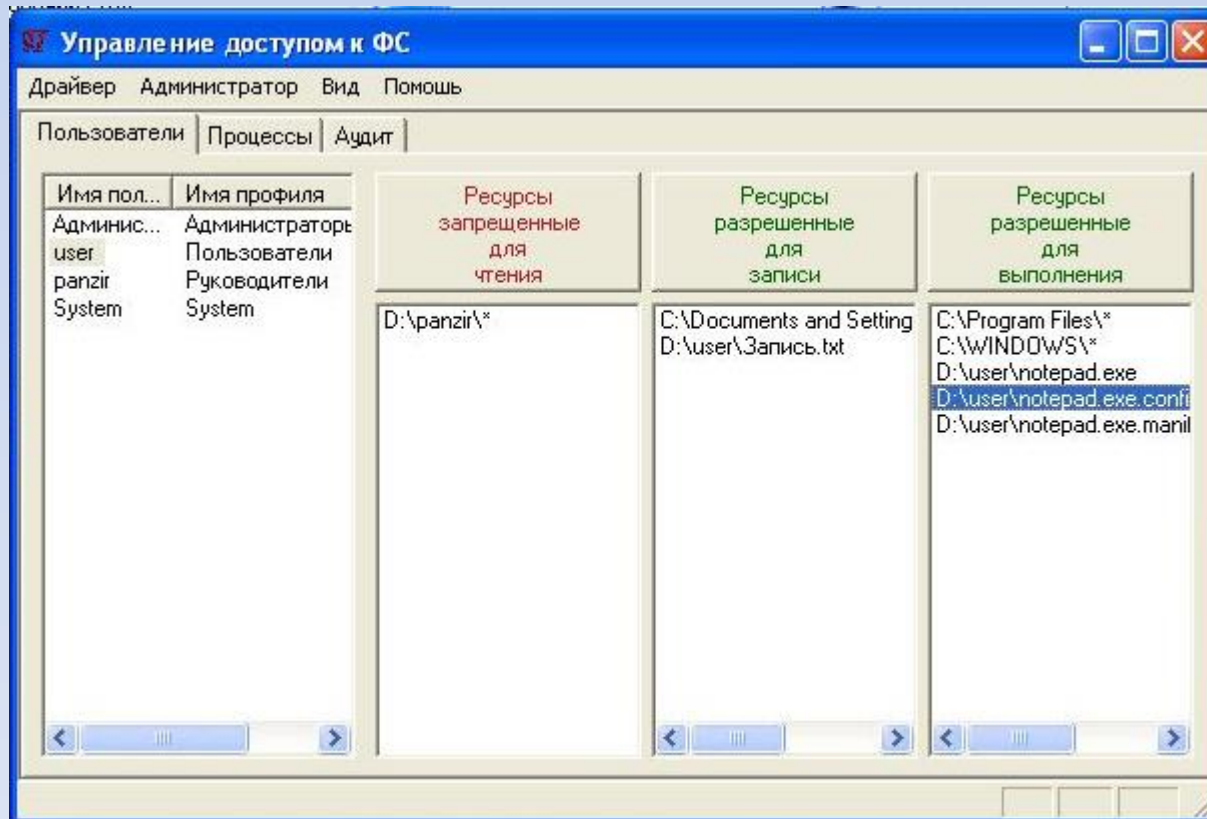 Управление доступом к ФС
Драйвер Администратор Вид Помошь
Пользователи Процессы Аудит
Имя пол... Имя профиля
Админис... Администраторы
user Пользователи
panzir Руководители
System System
Ресурсы
запрещенные
для
чтения
D:\panzir\*
Ресурсы
разрешенные
для
записи
C:\Documents and Setting
D:\user\Запись.txt
Ресурсы
разрешенные
для
выполнения
C:\Program Files\*
C:\WINDOWS\*
D:\user\notepad.exe
D:\user\notepad.exe.confi
D:\user\notepad.exe.manif